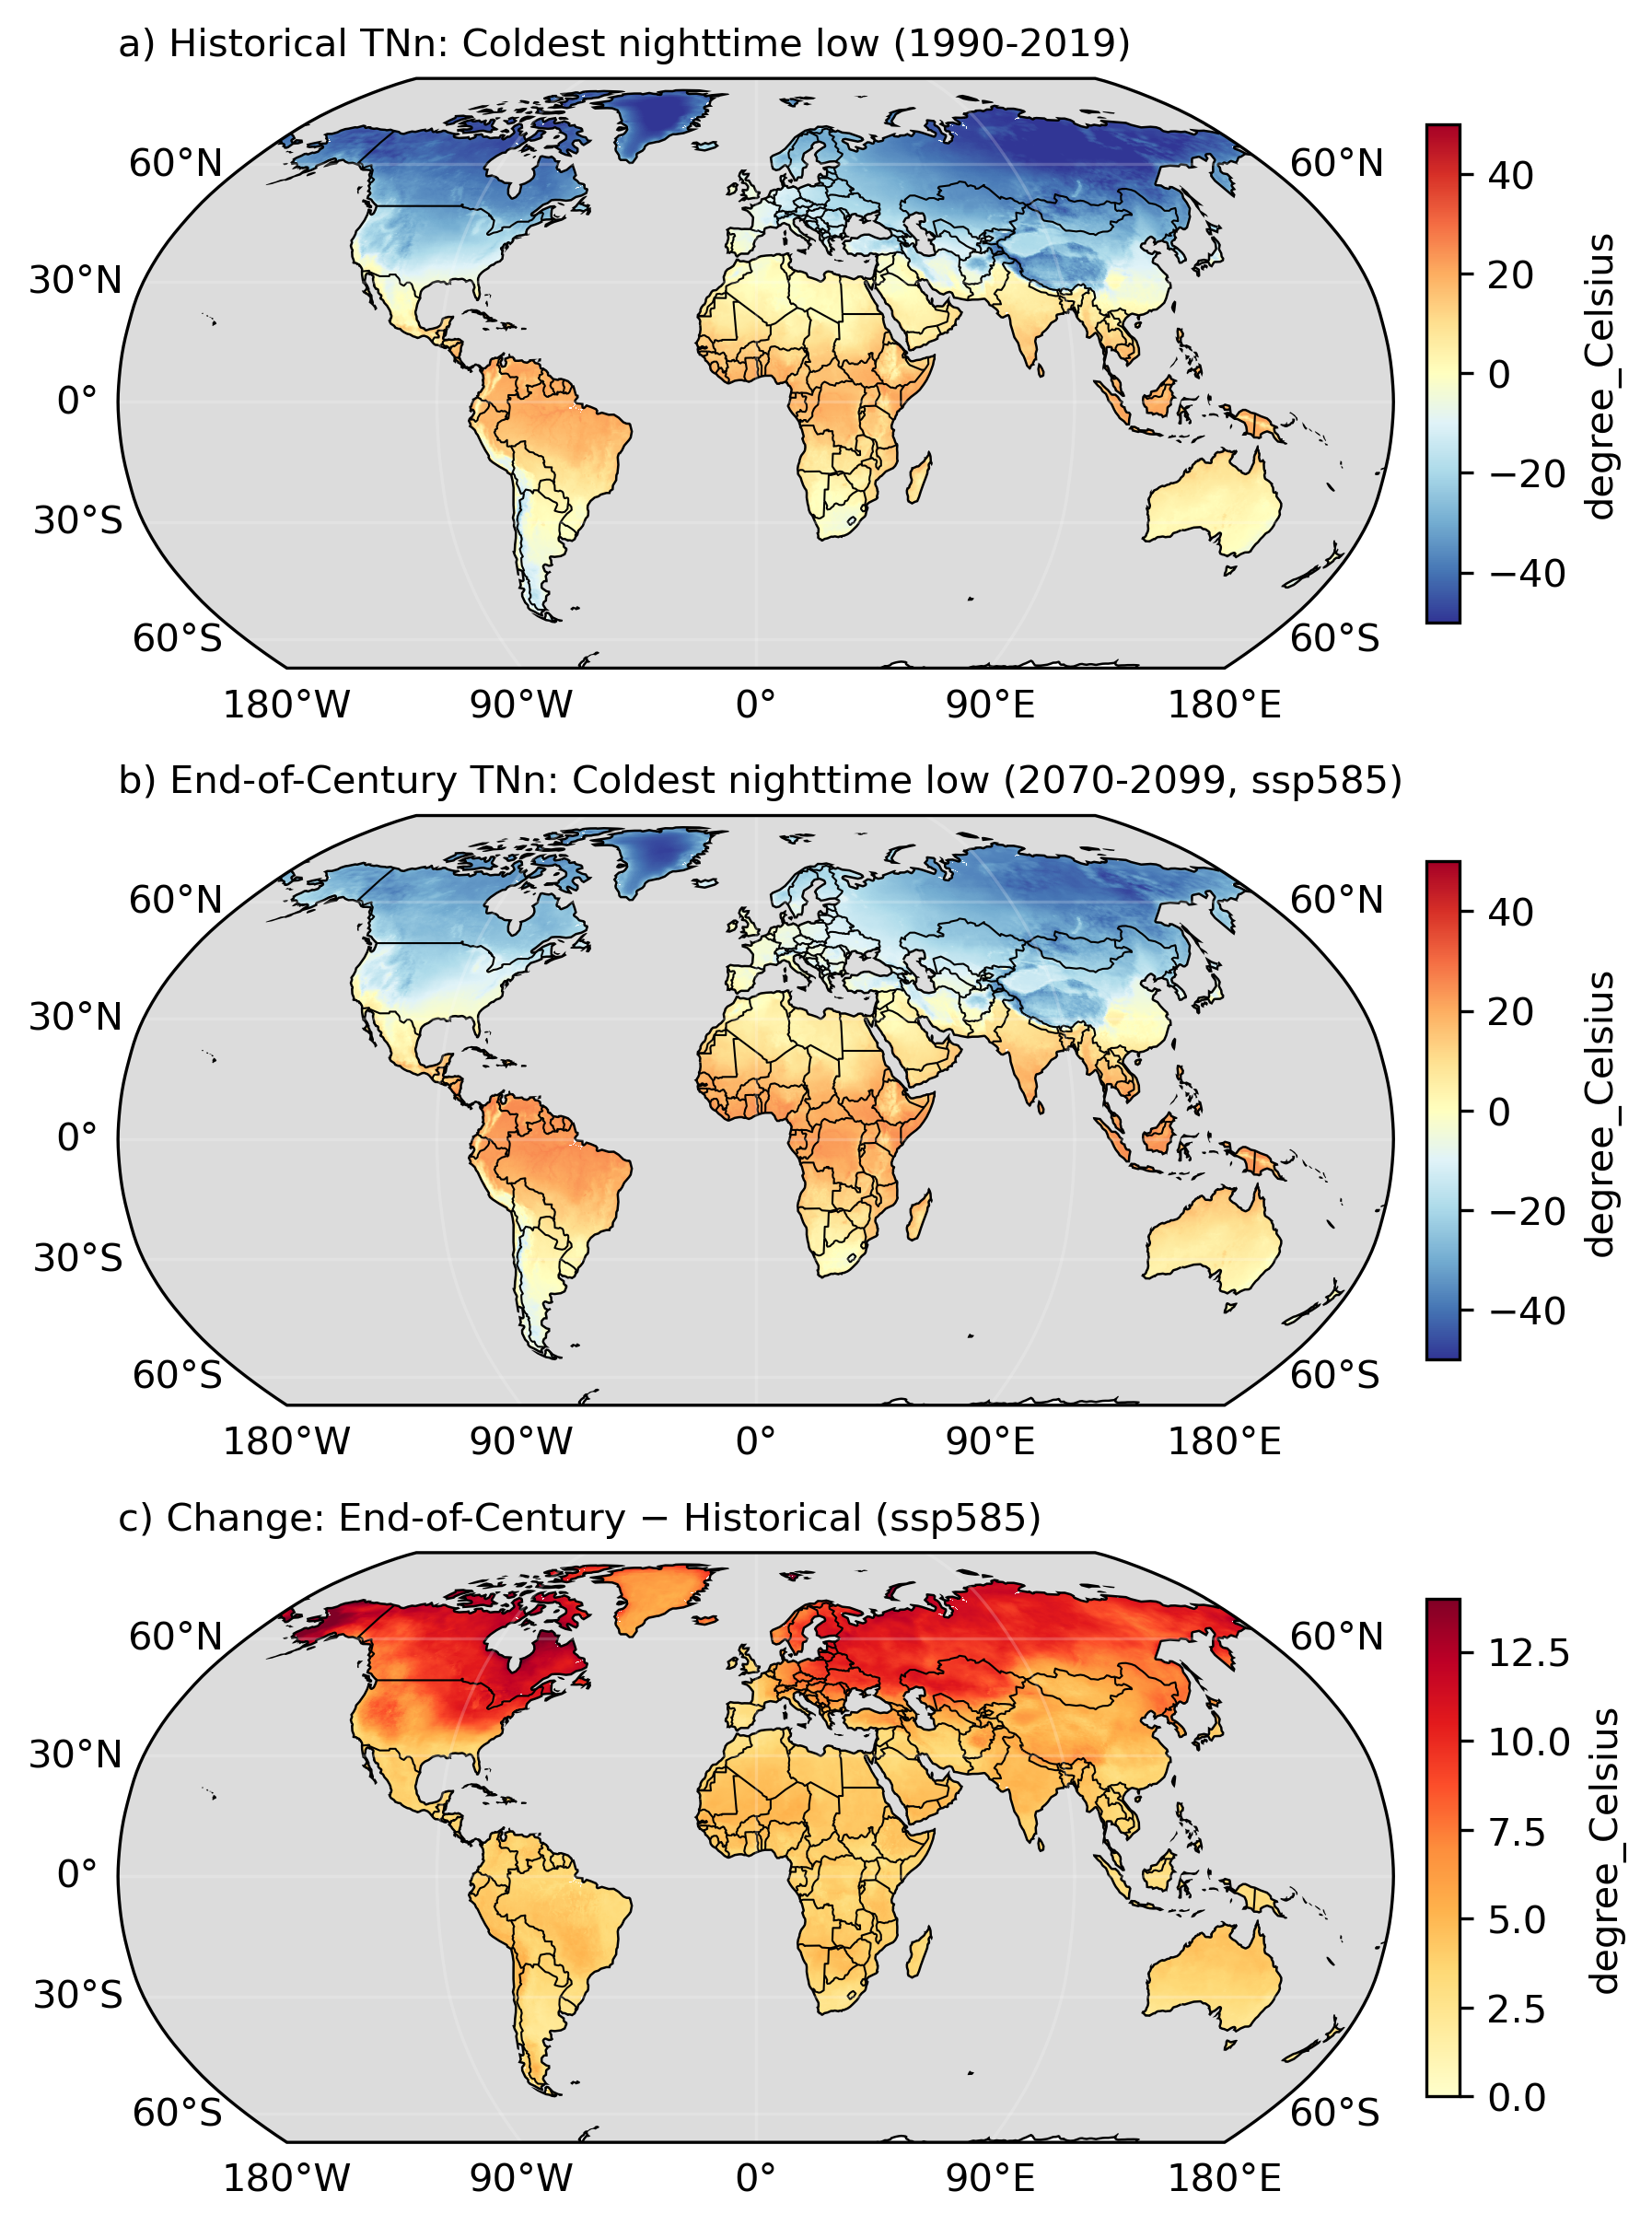 a) Historical TNn: Coldest nighttime low (1990-2019)
60°N
60°N
30°N
0°
30°S
60°S
60°S
180°W
90°W
0°
90°E
180°E
40
20
0
−20
−40
degree_Celsius
b) End-of-Century TNn: Coldest nighttime low (2070-2099, ssp585)
60°N
60°N
30°N
0°
30°S
60°S
60°S
180°W
90°W
0°
90°E
180°E
40
20
0
−20
−40
degree_Celsius
c) Change: End-of-Century − Historical (ssp585)
60°N
60°N
30°N
0°
30°S
60°S
60°S
180°W
90°W
0°
90°E
180°E
12.5
10.0
7.5
5.0
2.5
0.0
degree_Celsius